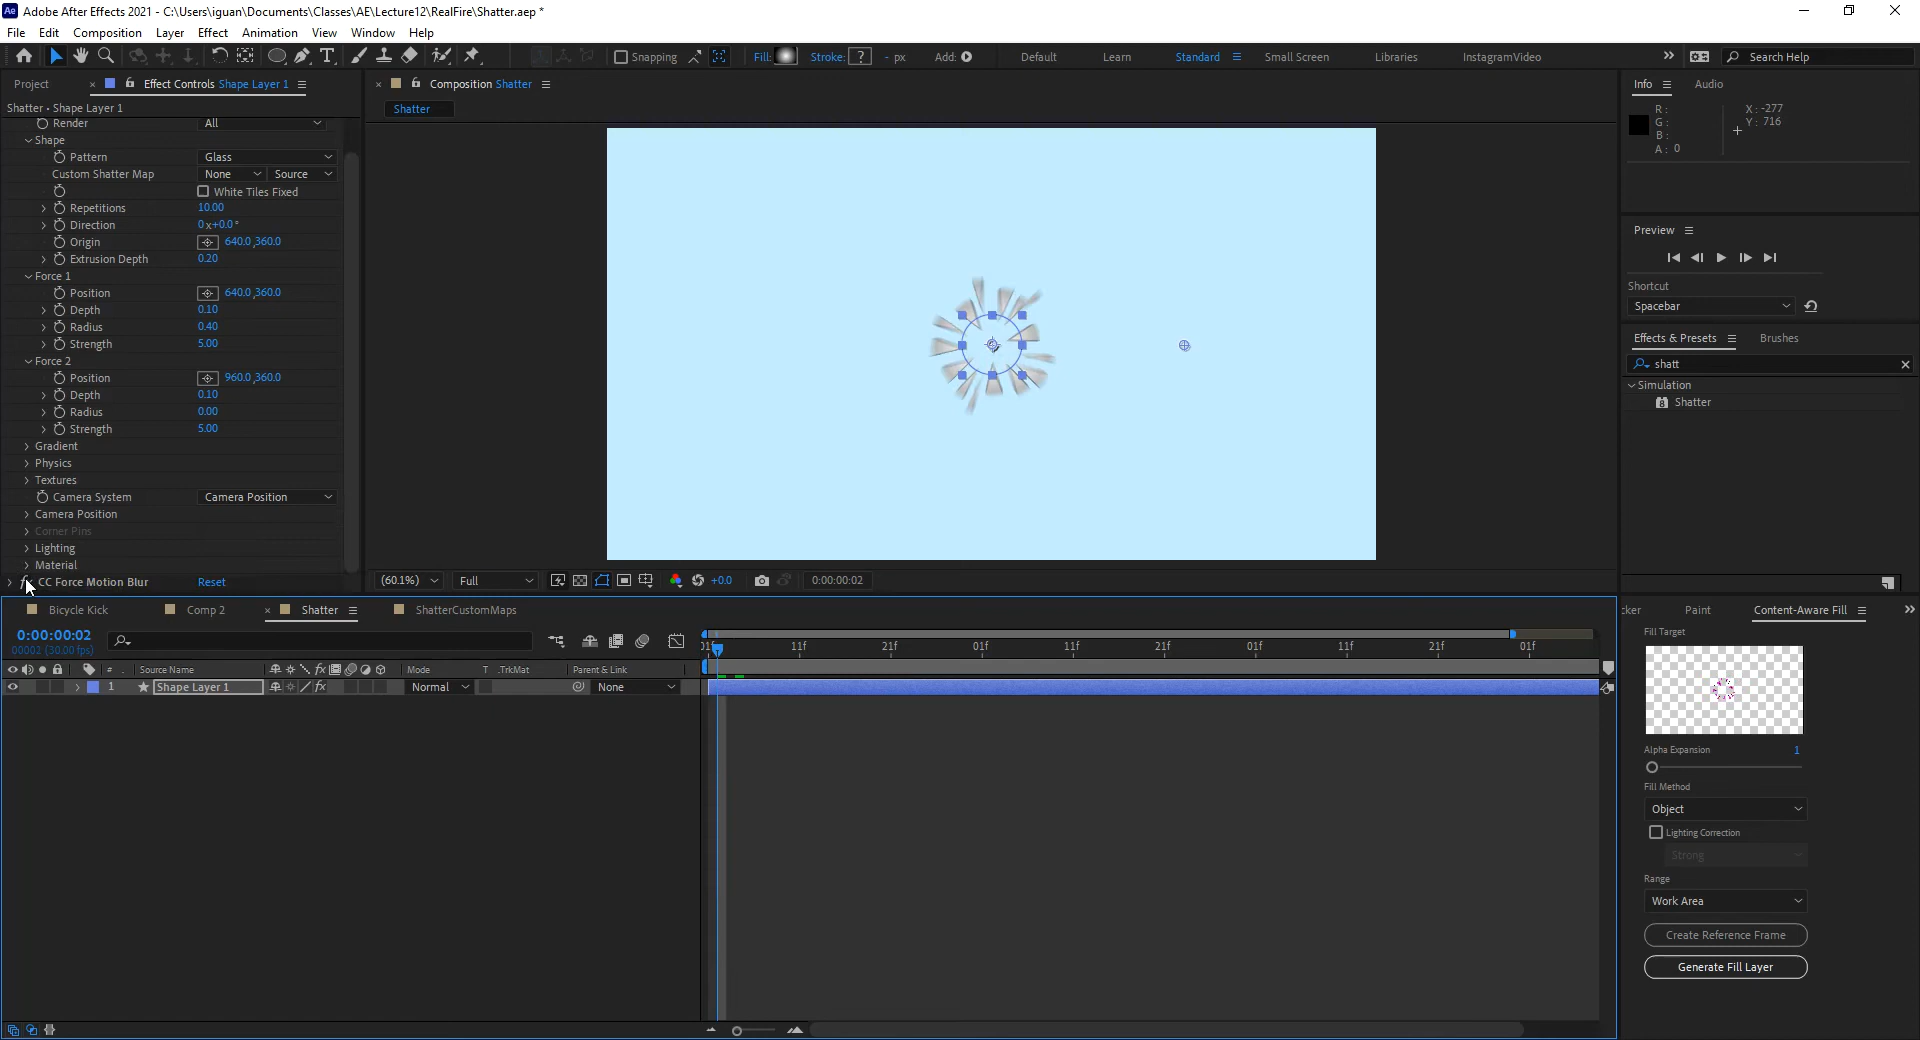 Adobe After Effects 2021 - C:\Users\iguan\Documents\Classes\AE\Lecture12\RealFire\Shatter.aep *
File Edit Composition Layer Effect Animation View Window Help
Snapping Fill: Stroke: ? - px Add: Default Learn Standard Small Screen Libraries InstagramVideo Search Help
Project Effect Controls Shape Layer 1
Shatter • Shape Layer 1
Render All
Shape
Pattern Glass
Custom Shatter Map None Source
White Tiles Fixed
Repetitions 10.00
Direction 0x+0.0°
Origin 640.0,360.0
Extrusion Depth 0.20
Force 1
Position 640.0,360.0
Depth 0.10
Radius 0.40
Strength 5.00
Force 2
Position 960.0,360.0
Depth 0.10
Radius 0.00
Strength 5.00
Gradient
Physics
Textures
Camera System Camera Position
Camera Position
Corner Pins
Lighting
Material
CC Force Motion Blur Reset
Composition Shatter
Shatter
(60.1%) Full +0.0 0:00:00:02
Info Audio
R: X: -277
G: Y: 716
B:
A: 0
Preview
Shortcut
Spacebar
Effects & Presets Brushes
shatt
Simulation
Shatter
Bicycle Kick Comp 2 Shatter ShatterCustomMaps
0:00:00:02
00002 (30.00 fps)
01f 11f 21f 01f 11f 21f 01f 11f 21f 01f
# Source Name Mode T .TrkMat Parent & Link
1 Shape Layer 1 Normal None
cker Paint Content-Aware Fill
Fill Target
Alpha Expansion 1
Fill Method
Object
Lighting Correction
Strong
Range
Work Area
Create Reference Frame
Generate Fill Layer